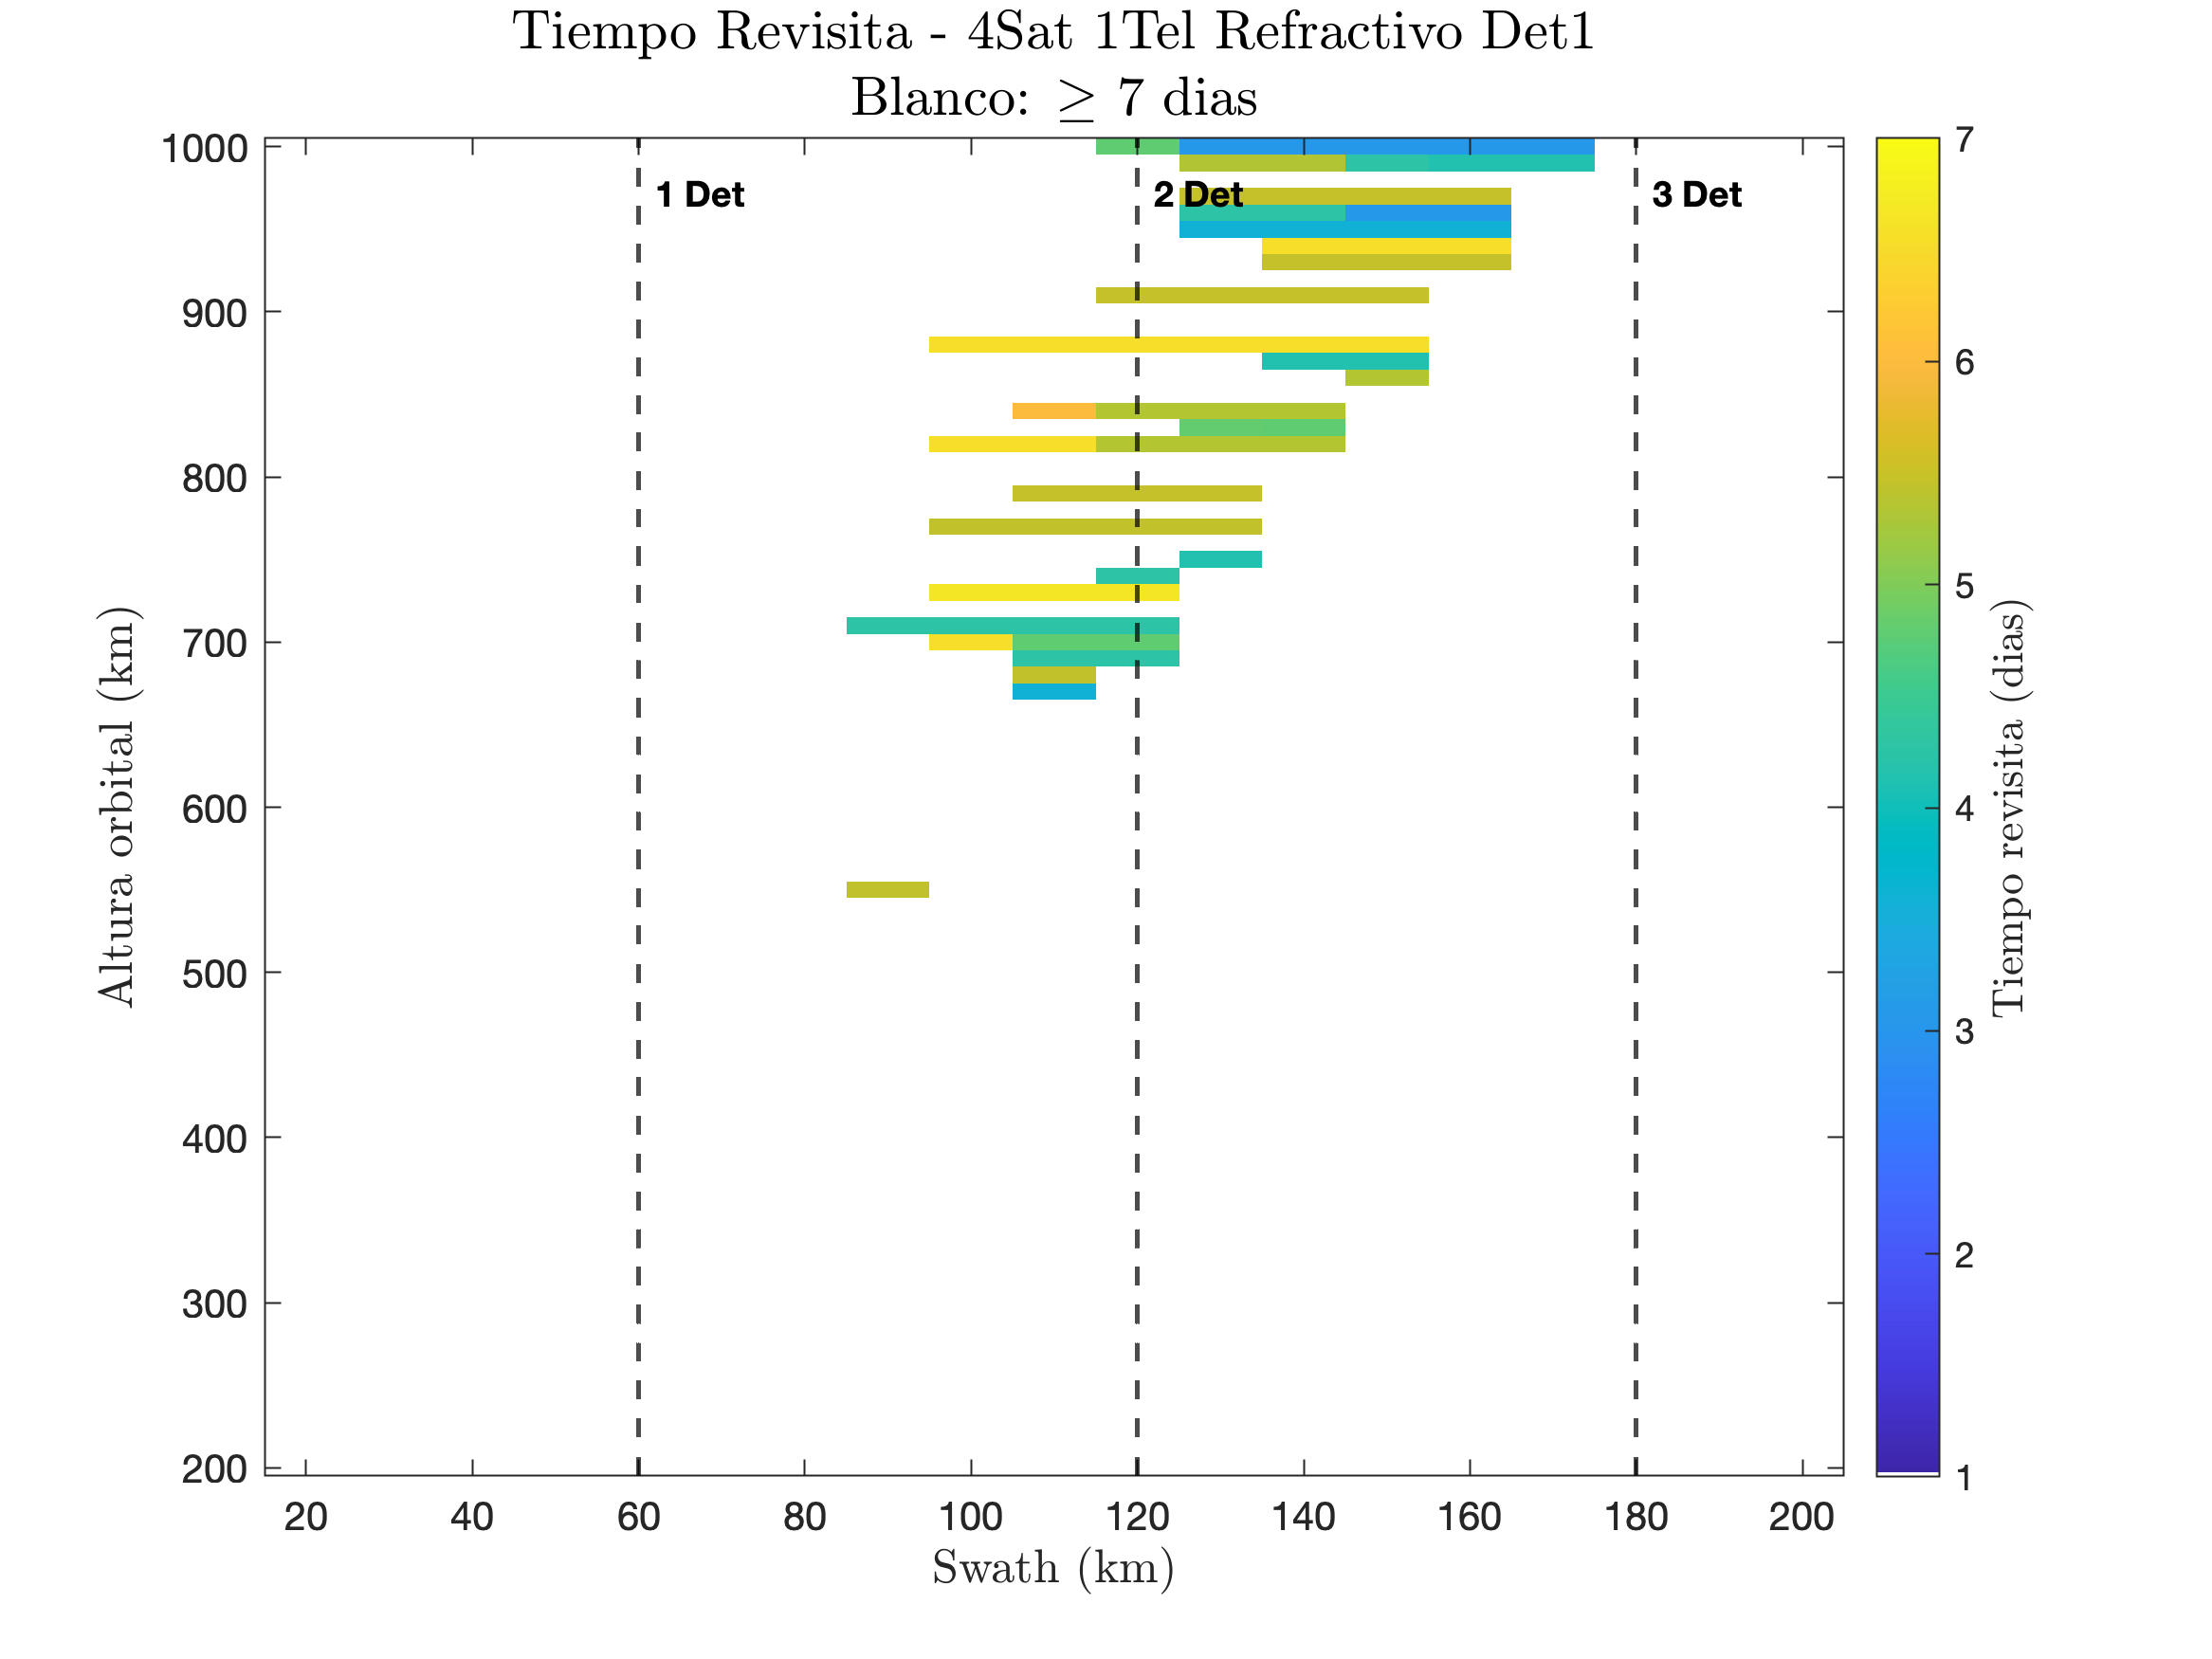 Tiempo Revisita - 4Sat 1Tel Refractivo Det1
Blanco: ≥ 7 dias
1 Det
2 Det
3 Det
Altura orbital (km)
1000
900
800
700
600
500
400
300
200
20 40 60 80 100 120 140 160 180 200
Swath (km)
7
6
5
4
3
2
1
Tiempo revisita (dias)